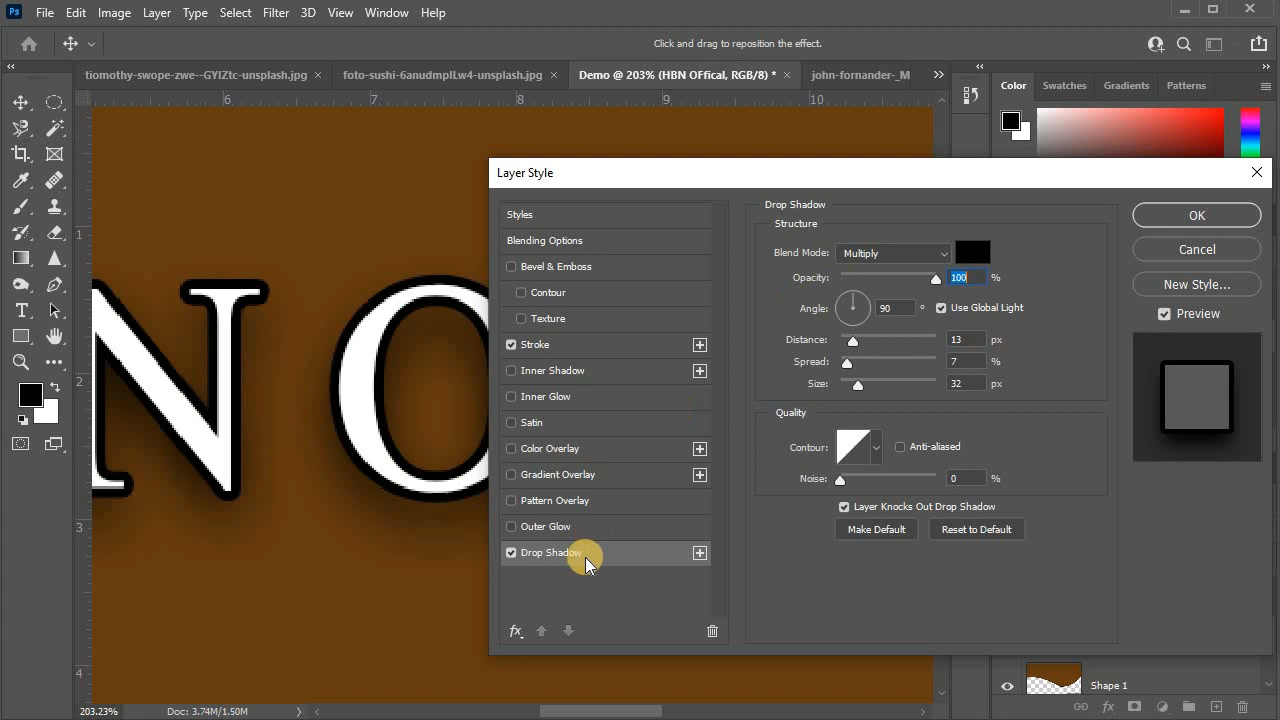 Ps File Edit Image Layer Type Select Filter 3D View Window Help
Click and drag to reposition the effect.
tiomothy-swope-zwe--GYIZtc-unsplash.jpg × foto-sushi-6anudmpILw4-unsplash.jpg × Demo @ 203% (HBN OFfical, RGB/8) * × john-fornander-_M
Color Swatches Gradients Patterns
6 7 8 9 10
1
2
3
4
N O
Layer Style
Styles
Blending Options
Bevel & Emboss
Contour
Texture
Stroke
Inner Shadow
Inner Glow
Satin
Color Overlay
Gradient Overlay
Pattern Overlay
Outer Glow
Drop Shadow
fx
Drop Shadow
Structure
Blend Mode: Multiply
Opacity: 100 %
Angle: 90 ° Use Global Light
Distance: 13 px
Spread: 7 %
Size: 32 px
Quality
Contour: Anti-aliased
Noise: 0 %
Layer Knocks Out Drop Shadow
Make Default Reset to Default
OK
Cancel
New Style...
Preview
Shape 1
fx
203.23% Doc: 3.74M/1.50M